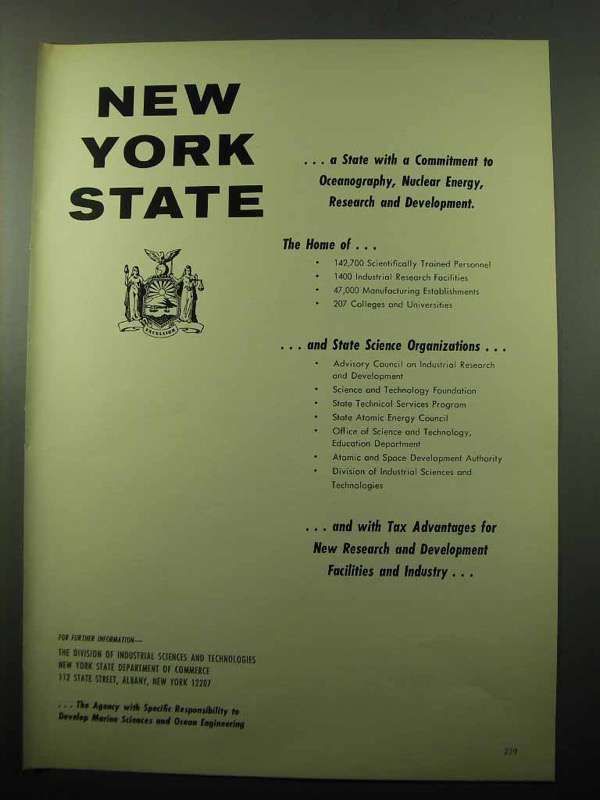 NEW
YORK
STATE
EXCELSIOR
. . . a State with a Commitment to
Oceanography, Nuclear Energy,
Research and Development.
The Home of . . .
• 142,700 Scientifically Trained Personnel
• 1400 Industrial Research Facilities
• 47,000 Manufacturing Establishments
• 207 Colleges and Universities
. . . and State Science Organizations . . .
• Advisory Council on Industrial Research
and Development
• Science and Technology Foundation
• State Technical Services Program
• State Atomic Energy Council
• Office of Science and Technology,
Education Department
• Atomic and Space Development Authority
• Division of Industrial Sciences and
Technologies
. . . and with Tax Advantages for
New Research and Development
Facilities and Industry . . .
FOR FURTHER INFORMATION—
THE DIVISION OF INDUSTRIAL SCIENCES AND TECHNOLOGIES
NEW YORK STATE DEPARTMENT OF COMMERCE
112 STATE STREET, ALBANY, NEW YORK 12207
. . . The Agency with Specific Responsibility to
Develop Marine Sciences and Ocean Engineering
239